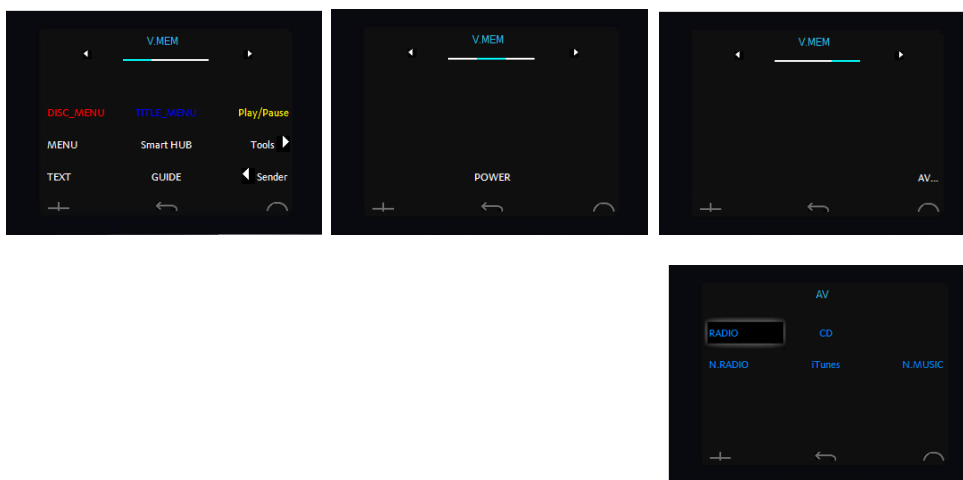 V.MEM
DISC_MENU TITLE_MENU Play/Pause
MENU Smart HUB Tools
TEXT GUIDE Sender
V.MEM
POWER
V.MEM
AV...
AV
RADIO CD
N.RADIO iTunes N.MUSIC